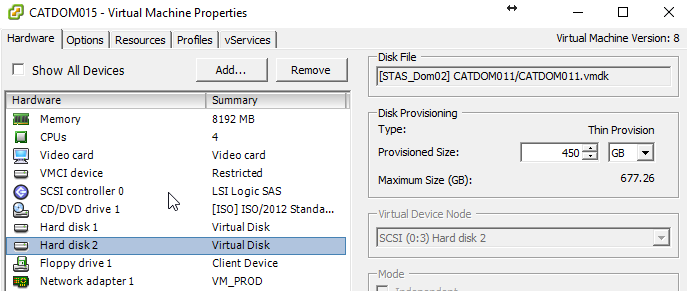 CATDOM015 - Virtual Machine Properties
Hardware Options Resources Profiles vServices Virtual Machine Version: 8
Show All Devices Add... Remove
Hardware Summary
Memory 8192 MB
CPUs 4
Video card Video card
VMCI device Restricted
SCSI controller 0 LSI Logic SAS
CD/DVD drive 1 [ISO] ISO/2012 Standa...
Hard disk 1 Virtual Disk
Hard disk 2 Virtual Disk
Floppy drive 1 Client Device
Network adapter 1 VM_PROD
Disk File
[STAS_Dom02] CATDOM011/CATDOM011.vmdk
Disk Provisioning
Type: Thin Provision
Provisioned Size: 450 GB
Maximum Size (GB): 677.26
Virtual Device Node
SCSI (0:3) Hard disk 2
Mode
Independent